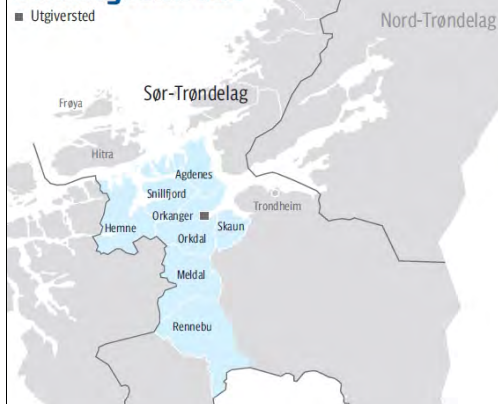 Utgiversted
Nord-Trøndelag
Sør-Trøndelag
Frøya
Hitra
Agdenes
Snillfjord
Trondheim
Orkanger
Hemne
Skaun
Orkdal
Meldal
Rennebu